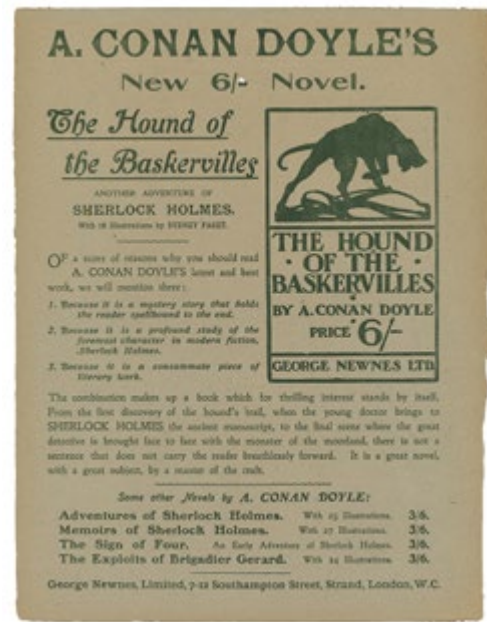 A. CONAN DOYLE'S
New 6/- Novel.
The Hound of
the Baskervilles
ANOTHER ADVENTURE OF
SHERLOCK HOLMES.
With 16 Illustrations by SYDNEY PAGET.
OF a score of reasons why you should read
A. CONAN DOYLE'S latest and best
work, we will mention three:
1. Because it is a mystery story that holds
the reader spellbound to the end.
2. Because it is a profound study of the
foremost character in modern fiction,
Sherlock Holmes.
3. Because it is a consummate piece of
literary work.
THE HOUND
· OF THE ·
BASKERVILLES
BY A. CONAN DOYLE
PRICE 6/-
GEORGE NEWNES LTD.
The combination makes up a book which for thrilling interest stands by itself.
From the first discovery of the hound's trail, when the young doctor brings to
SHERLOCK HOLMES the ancient manuscript, to the final scene where the great
detective is brought face to face with the monster of the moorland, there is not a
sentence that does not carry the reader breathlessly forward. It is a great novel,
with a great subject, by a master of the craft.
Some other Novels by A. CONAN DOYLE:
Adventures of Sherlock Holmes. With 25 Illustrations. 3/6.
Memoirs of Sherlock Holmes. With 27 Illustrations. 3/6.
The Sign of Four. An Early Adventure of Sherlock Holmes. 3/6.
The Exploits of Brigadier Gerard. With 24 Illustrations. 3/6.
George Newnes, Limited, 7-12 Southampton Street, Strand, London, W.C.